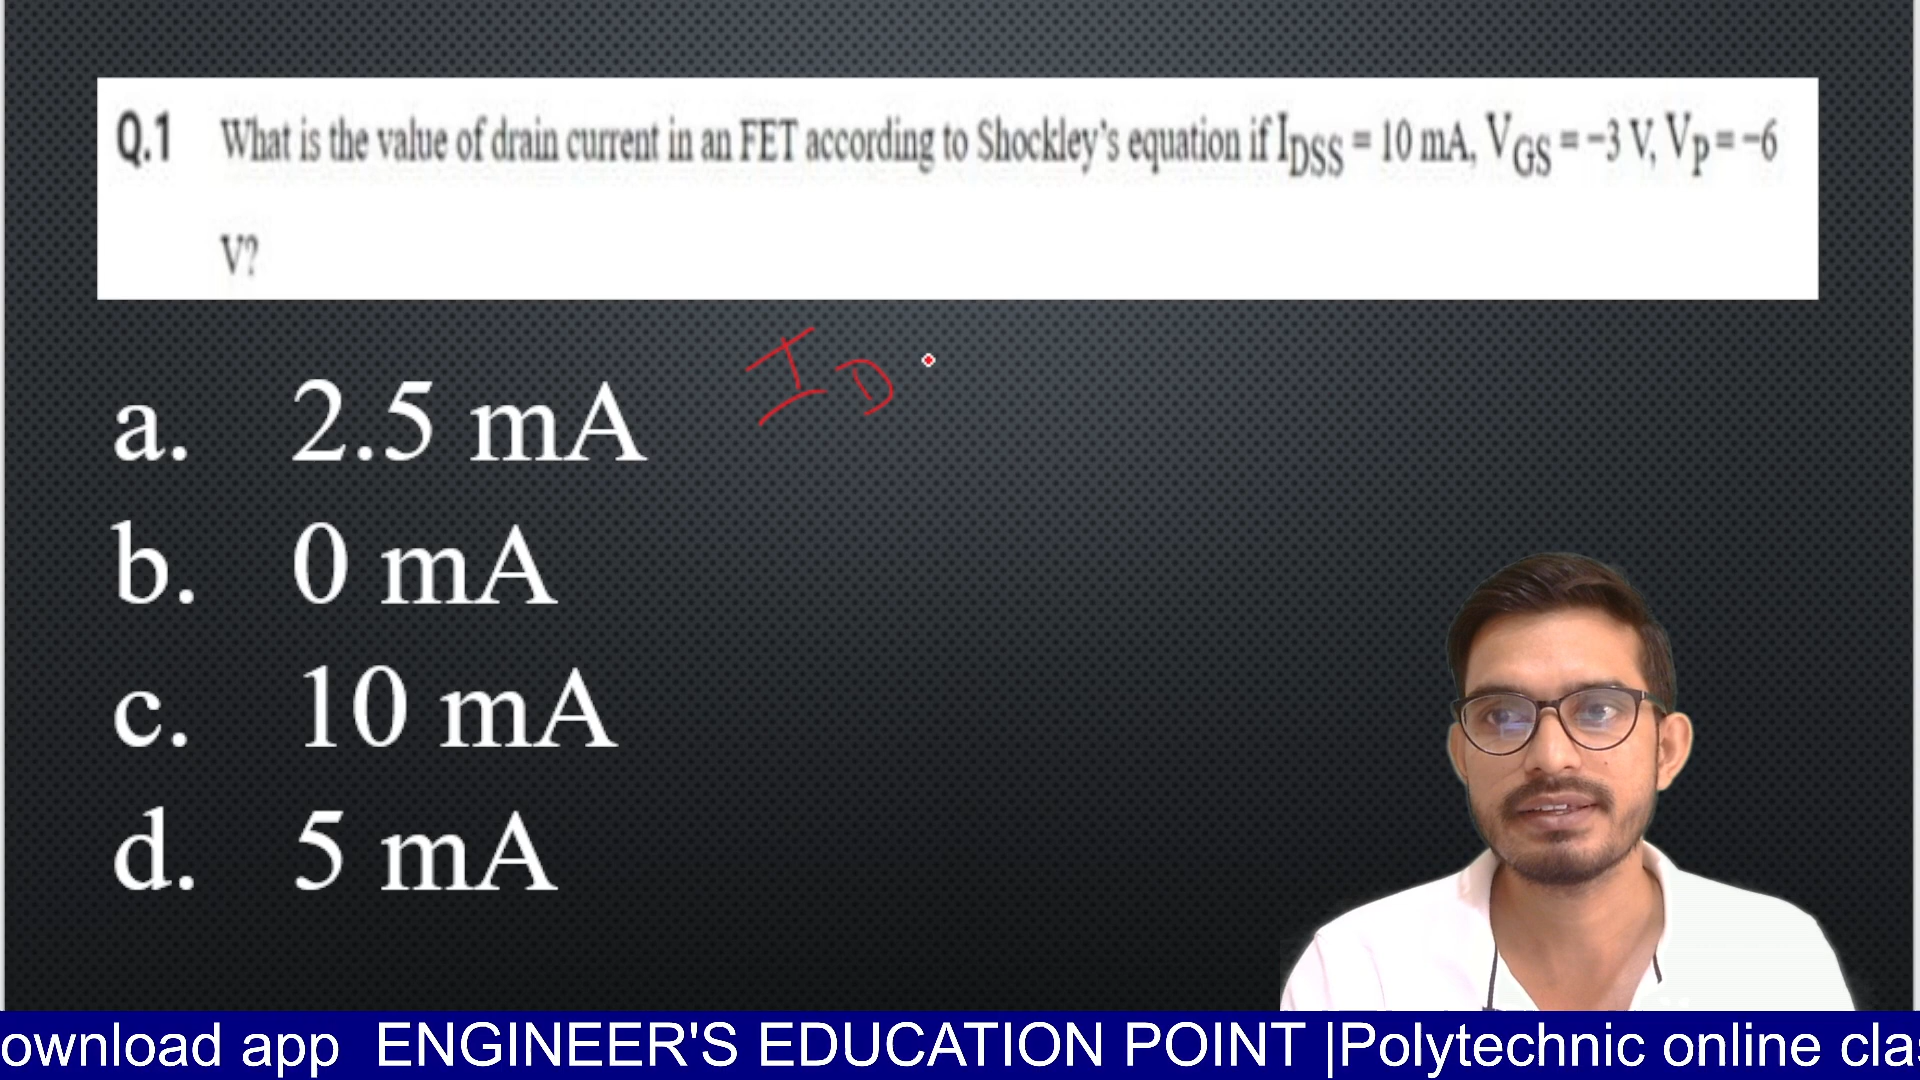 Q.1 What is the value of drain current in an FET according to Shockley's equation if IDSS = 10 mA, VGS = −3 V, VP = −6
V?
ID
a. 2.5 mA
b. 0 mA
c. 10 mA
d. 5 mA
ownload app ENGINEER'S EDUCATION POINT |Polytechnic online clas